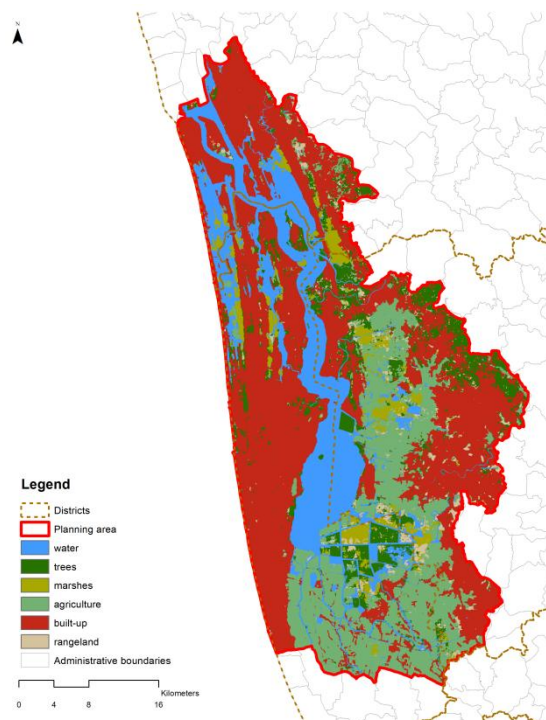 N
Legend
Districts
Planning area
water
trees
marshes
agriculture
built-up
rangeland
Administrative boundaries
Kilometers
0 4 8 16